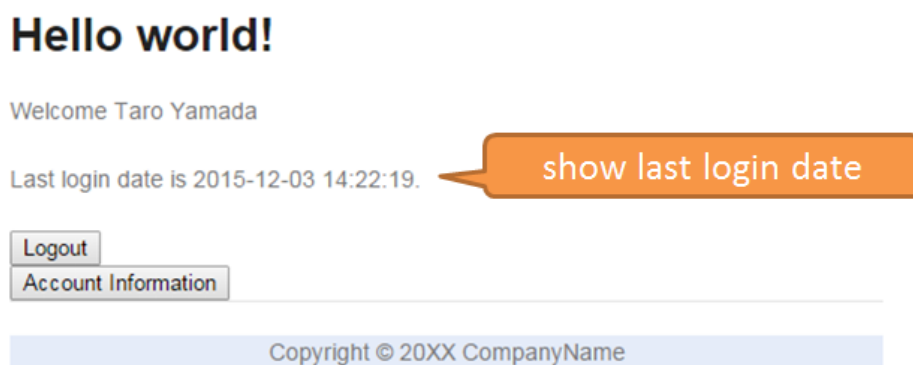 Hello world!
Welcome Taro Yamada
Last login date is 2015-12-03 14:22:19.
show last login date
Logout
Account Information
Copyright © 20XX CompanyName